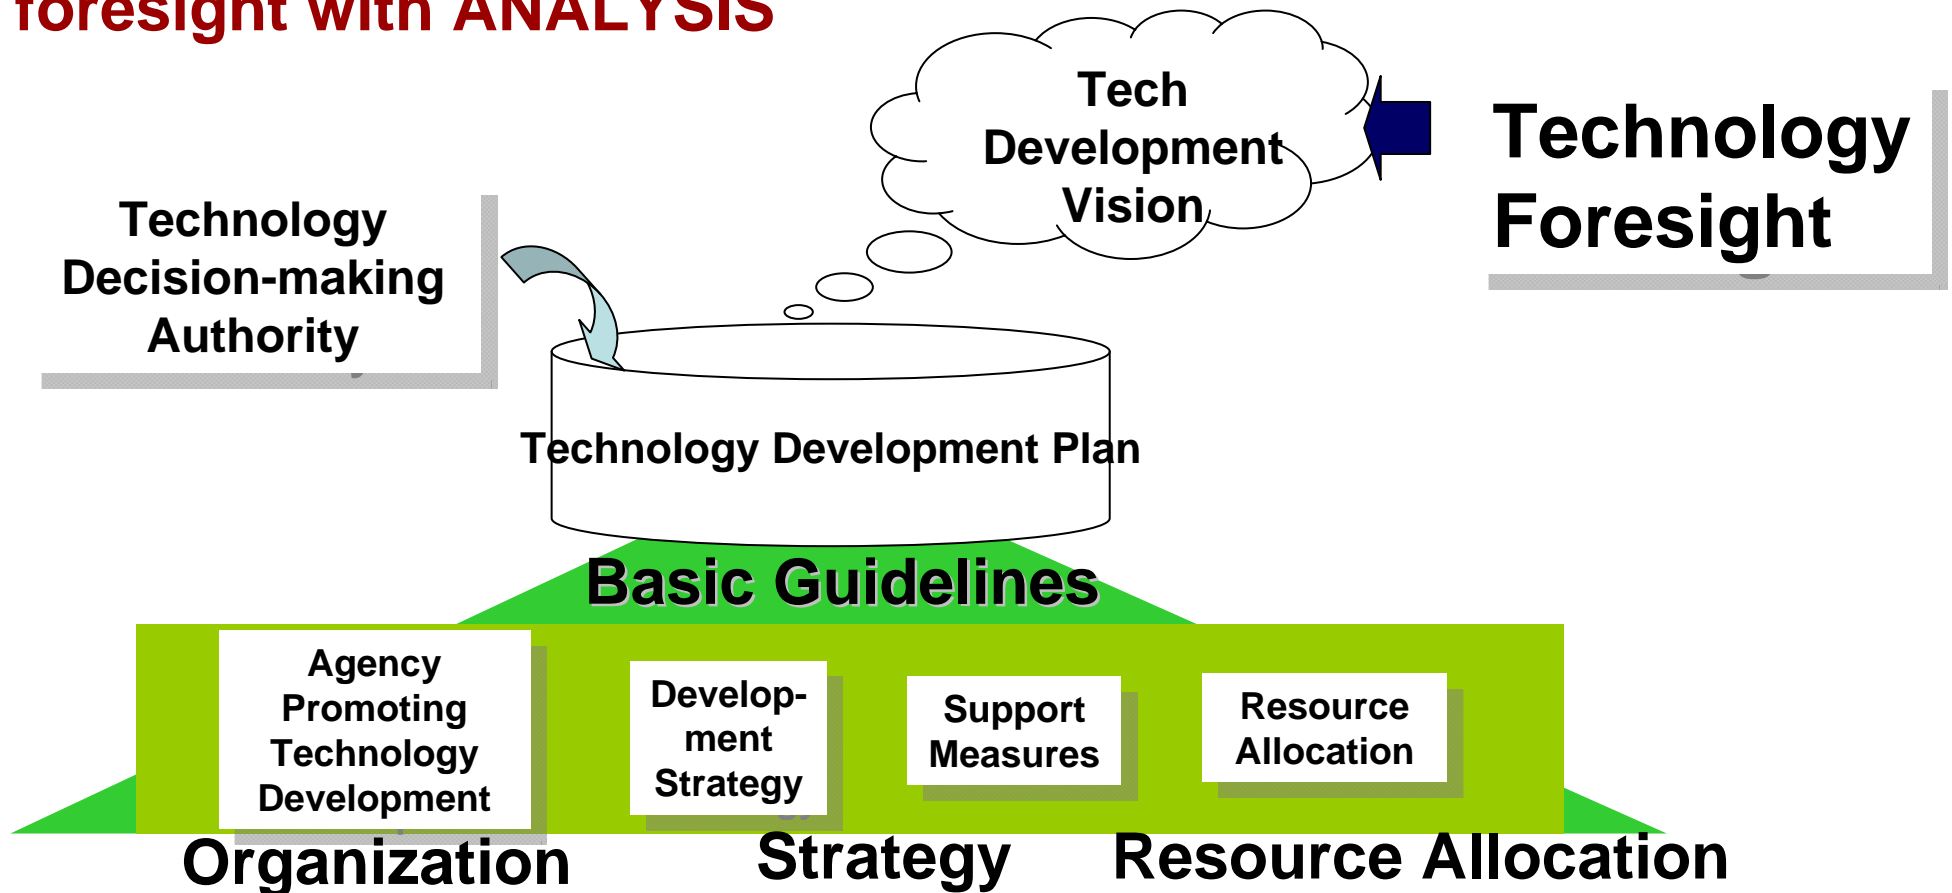 foresight with ANALYSIS
Tech
Development
Vision
Technology
Foresight
Technology
Decision-making
Authority
Technology Development Plan
Basic Guidelines
Agency
Promoting
Technology
Development
Develop-
ment
Strategy
Support
Measures
Resource
Allocation
Organization
Strategy
Resource Allocation